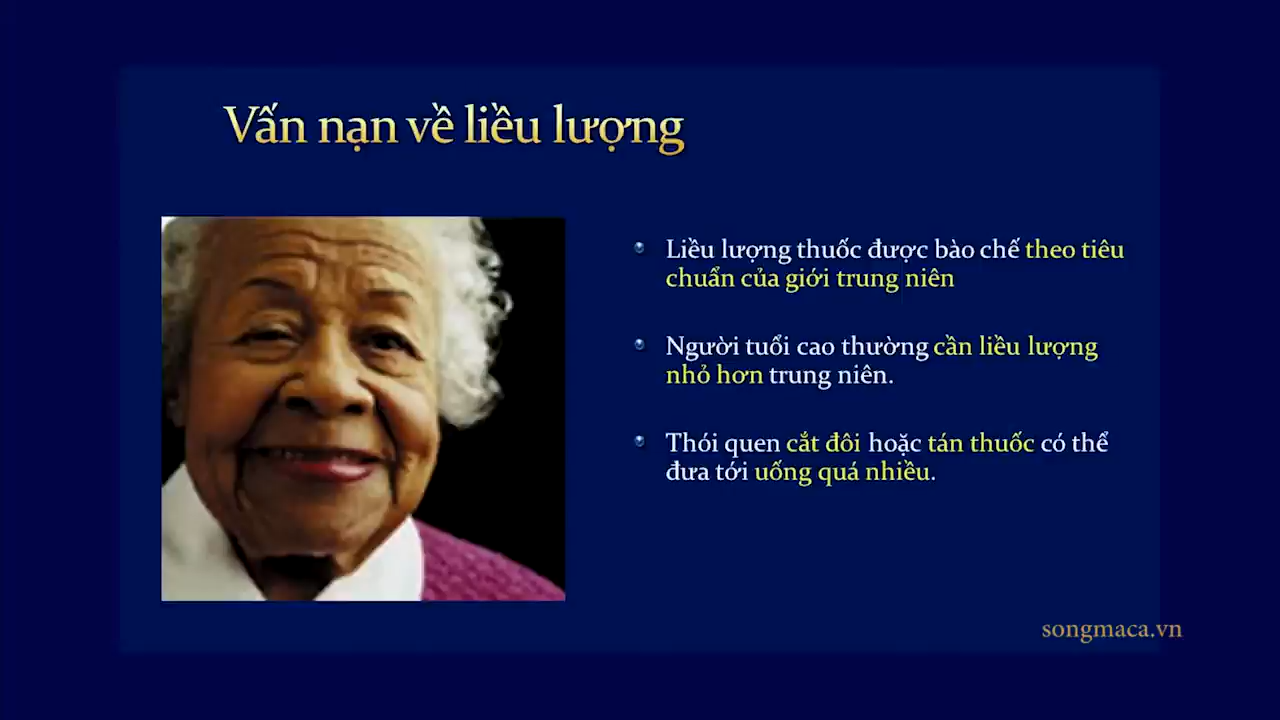 Vấn nạn về liều lượng
Liều lượng thuốc được bào chế theo tiêu
chuẩn của giới trung niên
Người tuổi cao thường cần liều lượng
nhỏ hơn trung niên.
Thói quen cắt đôi hoặc tán thuốc có thể
đưa tới uống quá nhiều.
songmaca.vn